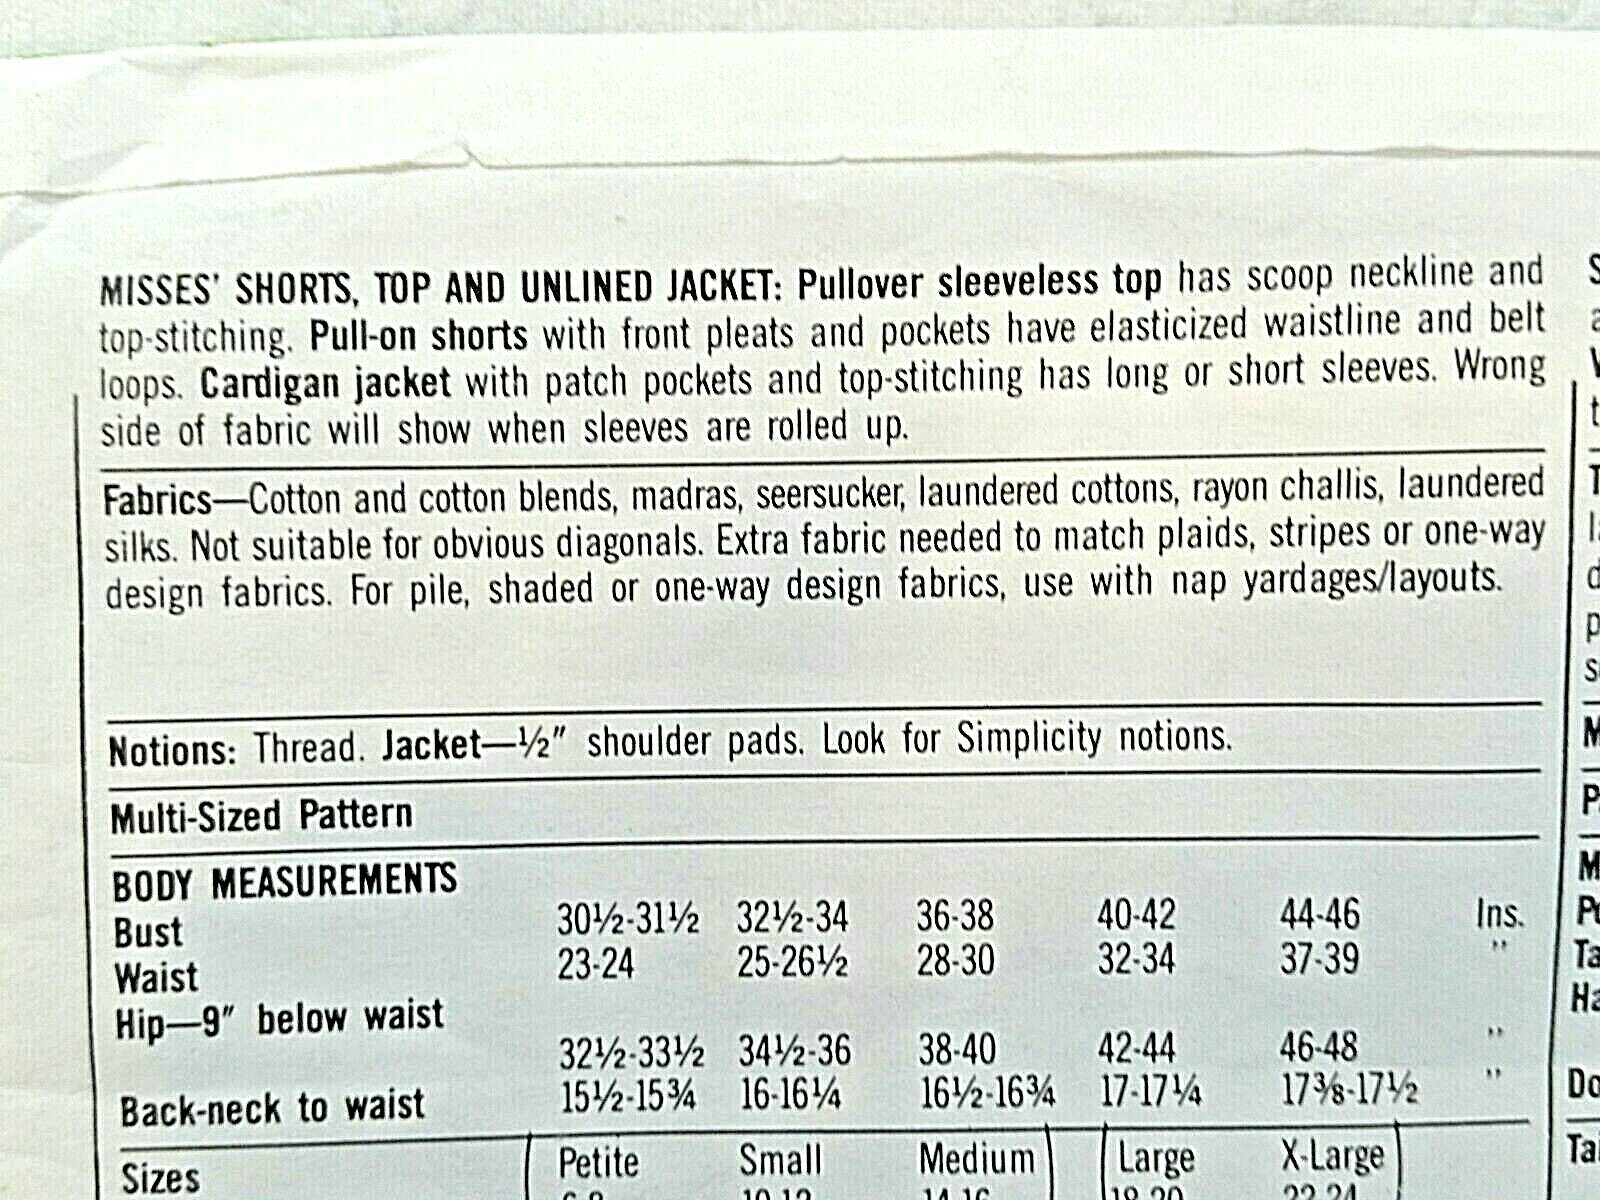 MISSES' SHORTS, TOP AND UNLINED JACKET: Pullover sleeveless top has scoop neckline and
top-stitching. Pull-on shorts with front pleats and pockets have elasticized waistline and belt
loops. Cardigan jacket with patch pockets and top-stitching has long or short sleeves. Wrong
side of fabric will show when sleeves are rolled up.
Fabrics—Cotton and cotton blends, madras, seersucker, laundered cottons, rayon challis, laundered
silks. Not suitable for obvious diagonals. Extra fabric needed to match plaids, stripes or one-way
design fabrics. For pile, shaded or one-way design fabrics, use with nap yardages/layouts.
Notions: Thread. Jacket—½" shoulder pads. Look for Simplicity notions.
Multi-Sized Pattern
BODY MEASUREMENTS
Bust 30½-31½ 32½-34 36-38 40-42 44-46 Ins.
Waist 23-24 25-26½ 28-30 32-34 37-39 "
Hip—9" below waist
32½-33½ 34½-36 38-40 42-44 46-48 "
Back-neck to waist 15½-15¾ 16-16¼ 16½-16¾ 17-17¼ 17⅜-17½ "
Sizes Petite Small Medium Large X-Large